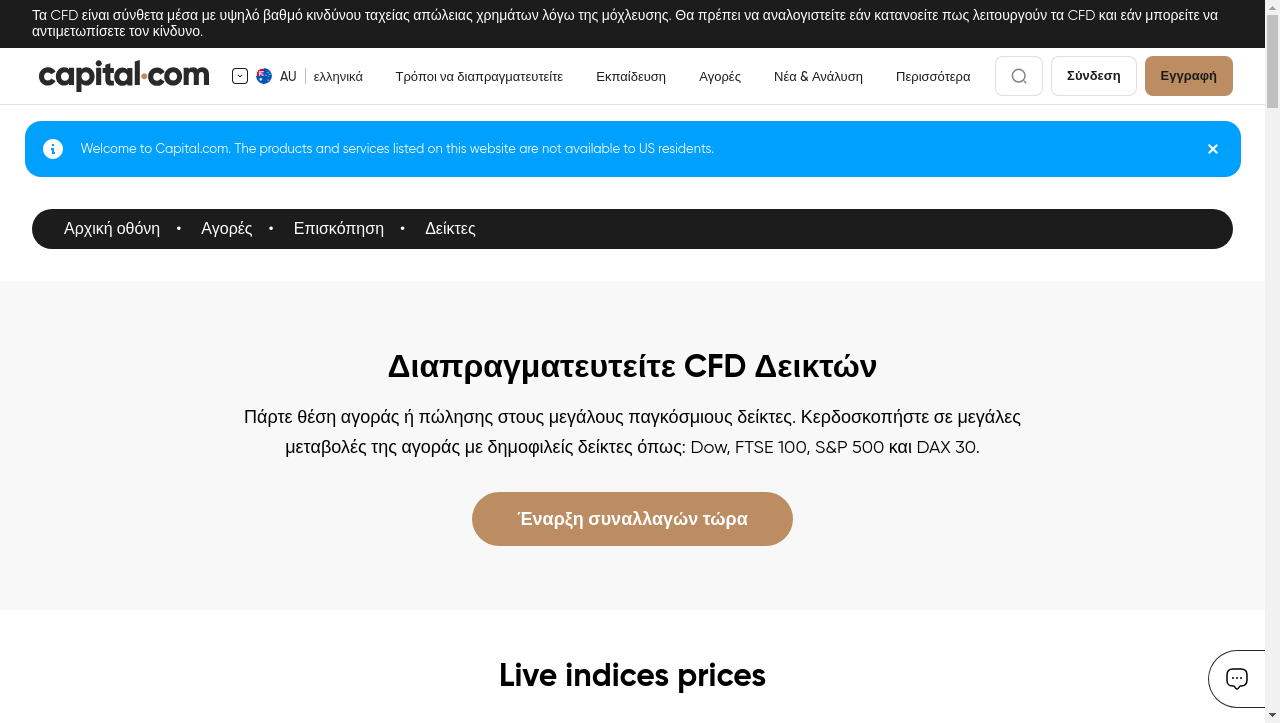 Τα CFD είναι σύνθετα μέσα με υψηλό βαθμό κινδύνου ταχείας απώλειας χρημάτων λόγω της μόχλευσης. Θα πρέπει να αναλογιστείτε εάν κατανοείτε πως λειτουργούν τα CFD και εάν μπορείτε να
αντιμετωπίσετε τον κίνδυνο.
capital.com AU ελληνικά Τρόποι να διαπραγματευτείτε Εκπαίδευση Αγορές Νέα & Ανάλυση Περισσότερα Σύνδεση Εγγραφή
Welcome to Capital.com. The products and services listed on this website are not available to US residents.
Αρχική οθόνη • Αγορές • Επισκόπηση • Δείκτες
Διαπραγματευτείτε CFD Δεικτών
Πάρτε θέση αγοράς ή πώλησης στους μεγάλους παγκόσμιους δείκτες. Κερδοσκοπήστε σε μεγάλες
μεταβολές της αγοράς με δημοφιλείς δείκτες όπως: Dow, FTSE 100, S&P 500 και DAX 30.
Έναρξη συναλλαγών τώρα
Live indices prices